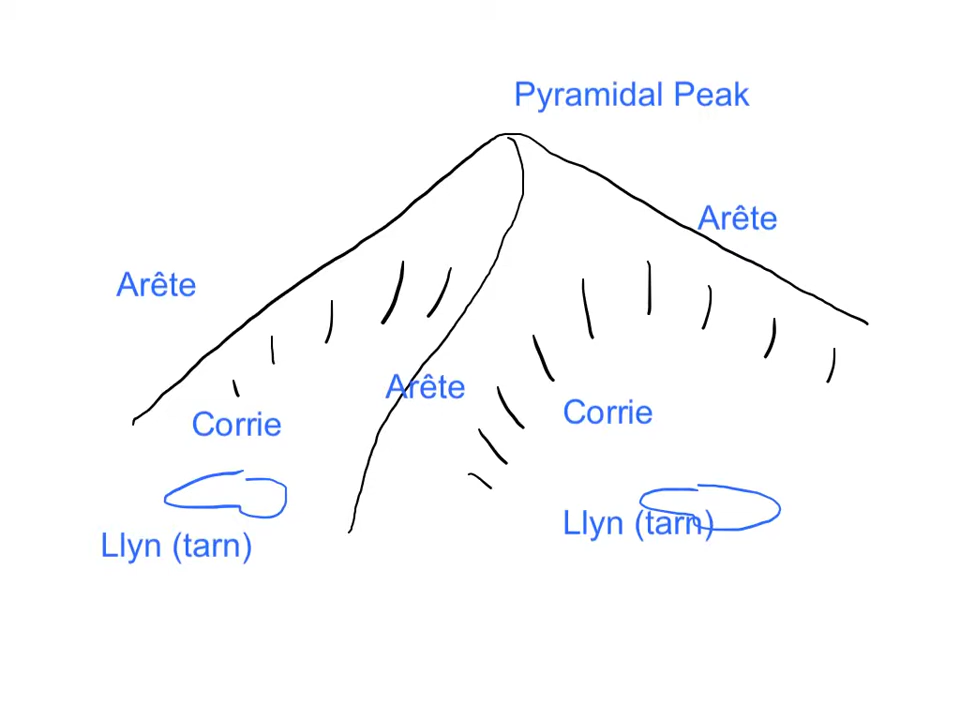 Pyramidal Peak
Arête
Arête
Arête
Corrie
Corrie
Llyn (tarn)
Llyn (tarn)